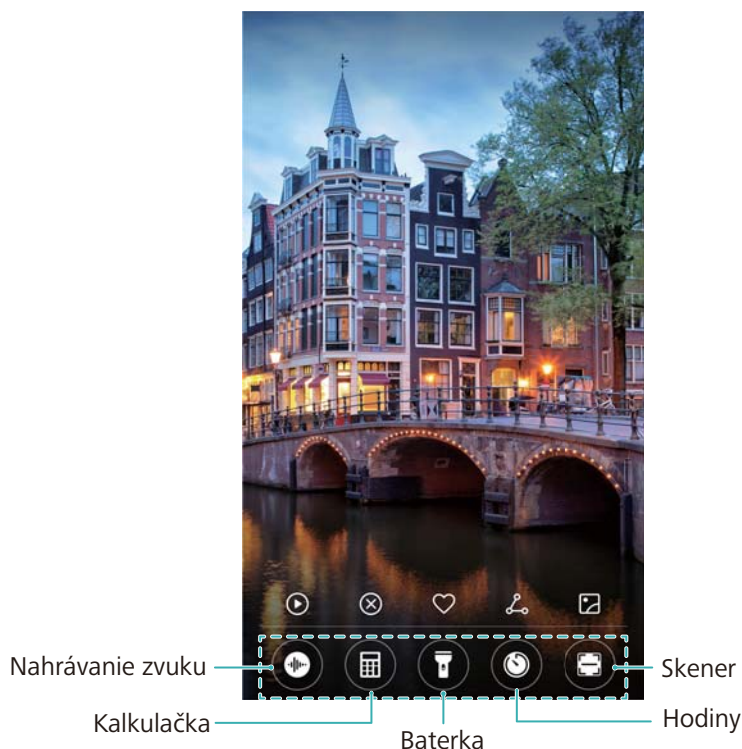 Nahrávanie zvuku
Skener
Kalkulačka
Hodiny
Baterka